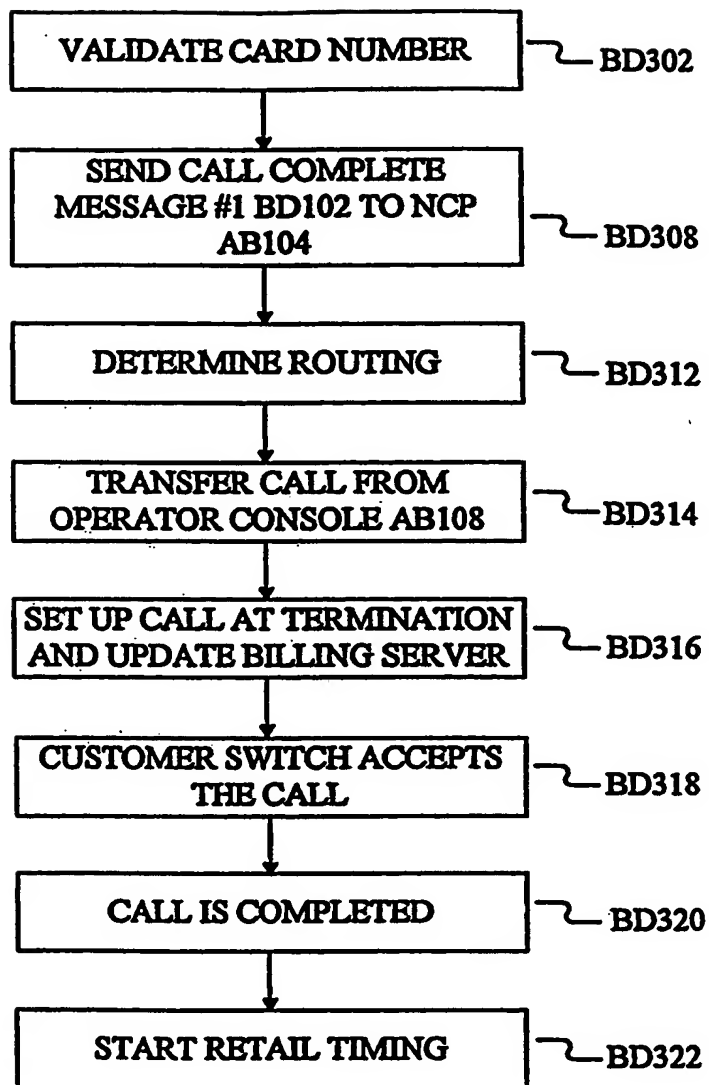 VALIDATE CARD NUMBER
BD302
SEND CALL COMPLETE
MESSAGE #1 BD102 TO NCP
AB104
BD308
DETERMINE ROUTING
BD312
TRANSFER CALL FROM
OPERATOR CONSOLE AB108
BD314
SET UP CALL AT TERMINATION
AND UPDATE BILLING SERVER
BD316
CUSTOMER SWITCH ACCEPTS
THE CALL
BD318
CALL IS COMPLETED
BD320
START RETAIL TIMING
BD322